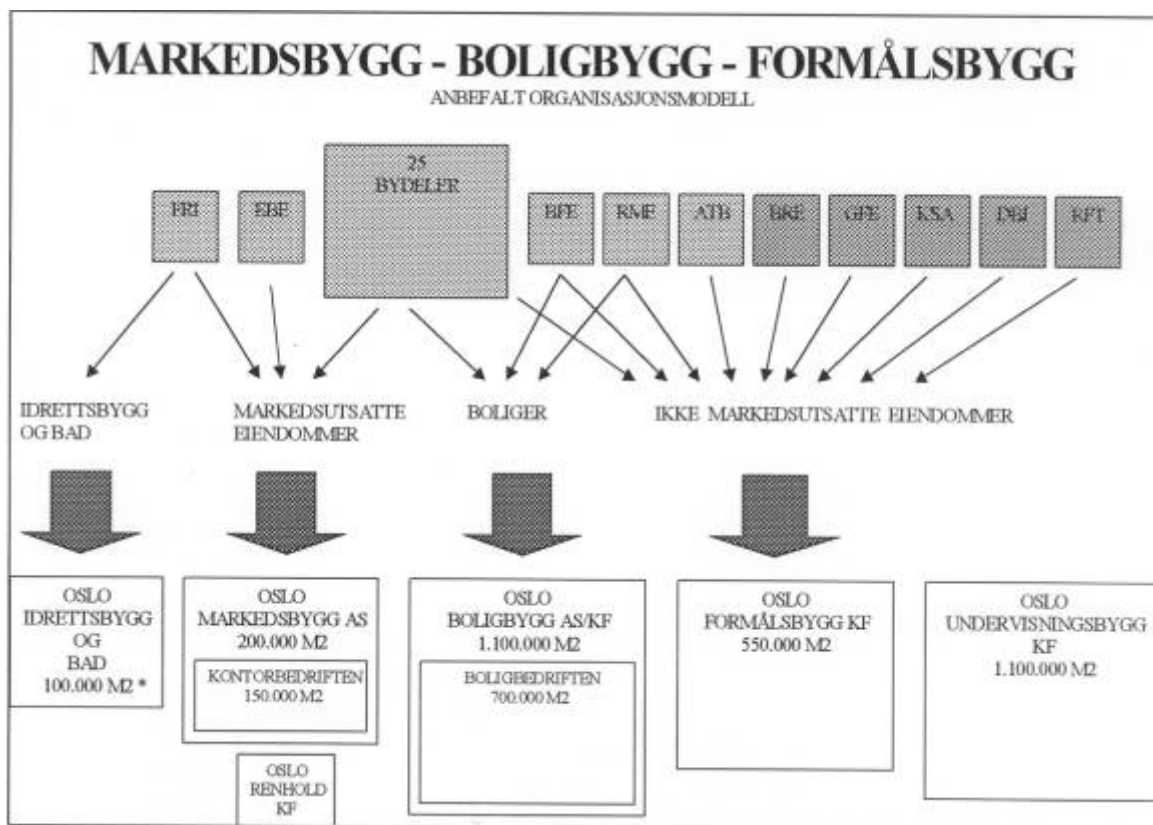 MARKEDSBYGG - BOLIGBYGG - FORMÅLSBYGG
ANBEFALT ORGANISASJONSMODELL
25
BYDELER
FRI
EBE
BFE
RME
ATB
BRE
GFE
KSA
DBJ
KFT
IDRETTSBYGG
OG BAD
MARKEDSUTSATTE
EIENDOMMER
BOLIGER
IKKE MARKEDSUTSATTE EIENDOMMER
OSLO
IDRETTSBYGG
OG
BAD
100.000 M2 *
OSLO
MARKEDSBYGG AS
200.000 M2
KONTORBEDRIFTEN
150.000 M2
OSLO
RENHOLD
KF
OSLO
BOLIGBYGG AS/KF
1.100.000 M2
BOLIGBEDRIFTEN
700.000 M2
OSLO
FORMÅLSBYGG KF
550.000 M2
OSLO
UNDERVISNINGSBYGG
KF
1.100.000 M2